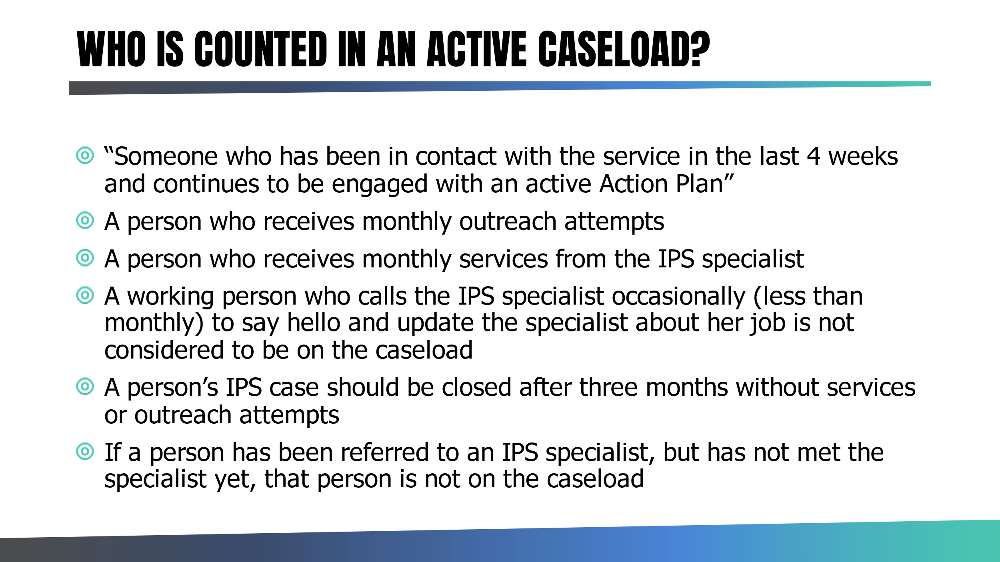 WHO IS COUNTED IN AN ACTIVE CASELOAD?
“Someone who has been in contact with the service in the last 4 weeks
and continues to be engaged with an active Action Plan”
A person who receives monthly outreach attempts
A person who receives monthly services from the IPS specialist
A working person who calls the IPS specialist occasionally (less than
monthly) to say hello and update the specialist about her job is not
considered to be on the caseload
A person’s IPS case should be closed after three months without services
or outreach attempts
If a person has been referred to an IPS specialist, but has not met the
specialist yet, that person is not on the caseload